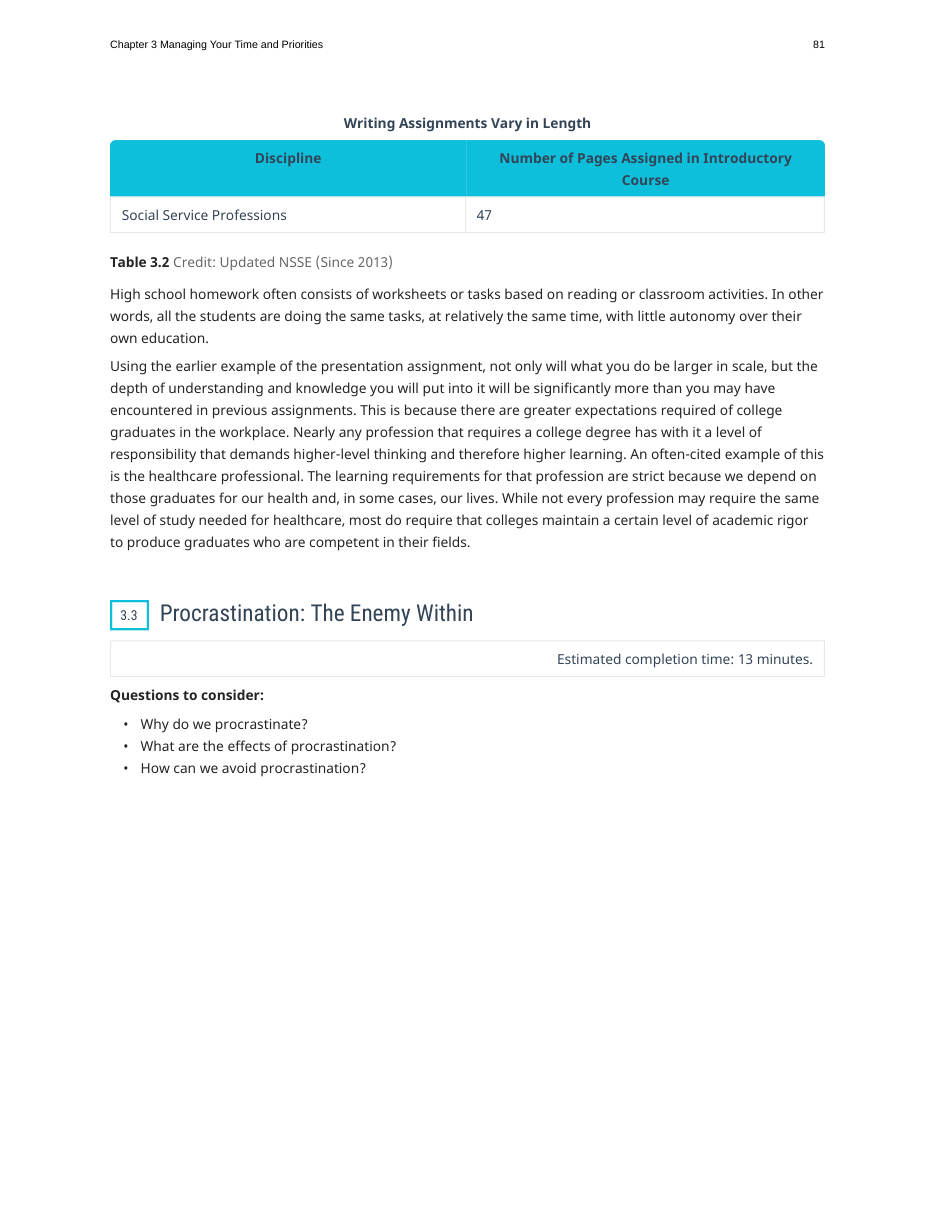 Chapter 3 Managing Your Time and Priorities 81
Writing Assignments Vary in Length
Discipline
Number of Pages Assigned in Introductory
Course
Social Service Professions 47
Table 3.2 Credit: Updated NSSE (Since 2013)
High school homework often consists of worksheets or tasks based on reading or classroom activities. In other
words, all the students are doing the same tasks, at relatively the same time, with little autonomy over their
own education.
Using the earlier example of the presentation assignment, not only will what you do be larger in scale, but the
depth of understanding and knowledge you will put into it will be significantly more than you may have
encountered in previous assignments. This is because there are greater expectations required of college
graduates in the workplace. Nearly any profession that requires a college degree has with it a level of
responsibility that demands higher-level thinking and therefore higher learning. An often-cited example of this
is the healthcare professional. The learning requirements for that profession are strict because we depend on
those graduates for our health and, in some cases, our lives. While not every profession may require the same
level of study needed for healthcare, most do require that colleges maintain a certain level of academic rigor
to produce graduates who are competent in their fields.
3.3 Procrastination: The Enemy Within
Estimated completion time: 13 minutes.
Questions to consider:
• Why do we procrastinate?
• What are the effects of procrastination?
• How can we avoid procrastination?